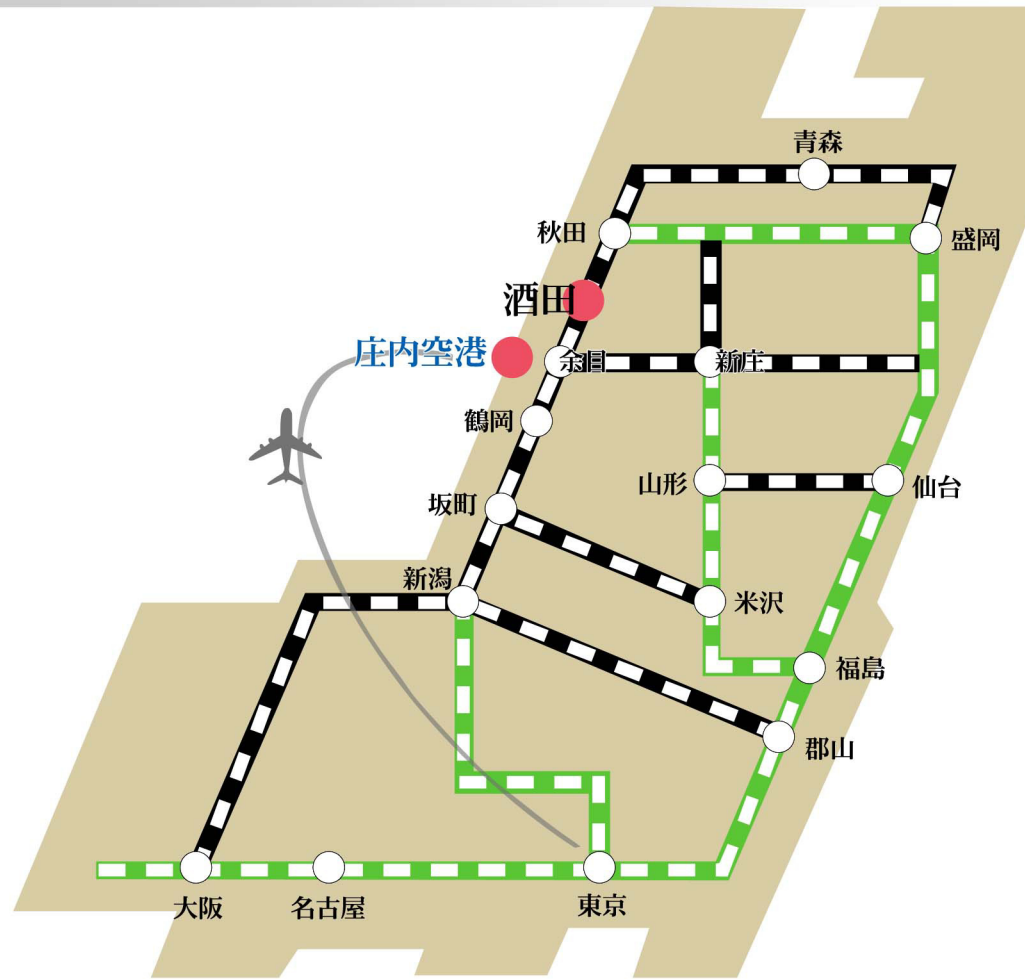 青森
秋田
盛岡
酒田
庄内空港
余目
新庄
鶴岡
山形
仙台
坂町
新潟
米沢
福島
郡山
大阪
名古屋
東京